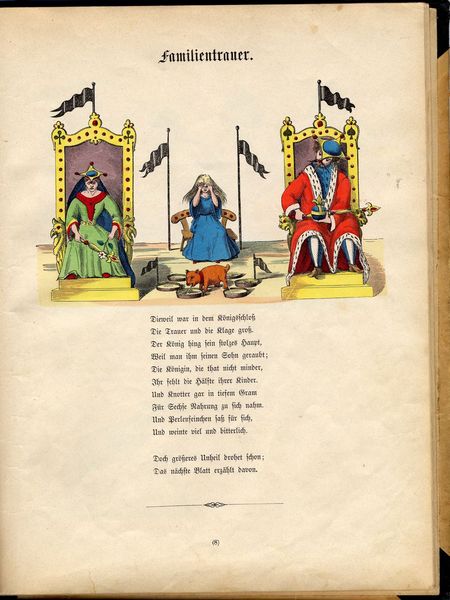 Familientrauer.
Dieweil war in dem Königsschloß
Die Trauer und die Klage groß.
Der König hing sein stolzes Haupt,
Weil man ihm seinen Sohn geraubt;
Die Königin, die that nicht minder,
Ihr fehlt die Hälfte ihrer Kinder.
Und Knotter gar in tiefem Gram
Für Sechse Nahrung zu sich nahm.
Und Perlenseinchen saß für sich,
Und weinte viel und bitterlich.
Doch größeres Unheil drohet schon;
Das nächste Blatt erzählt davon.
(8)